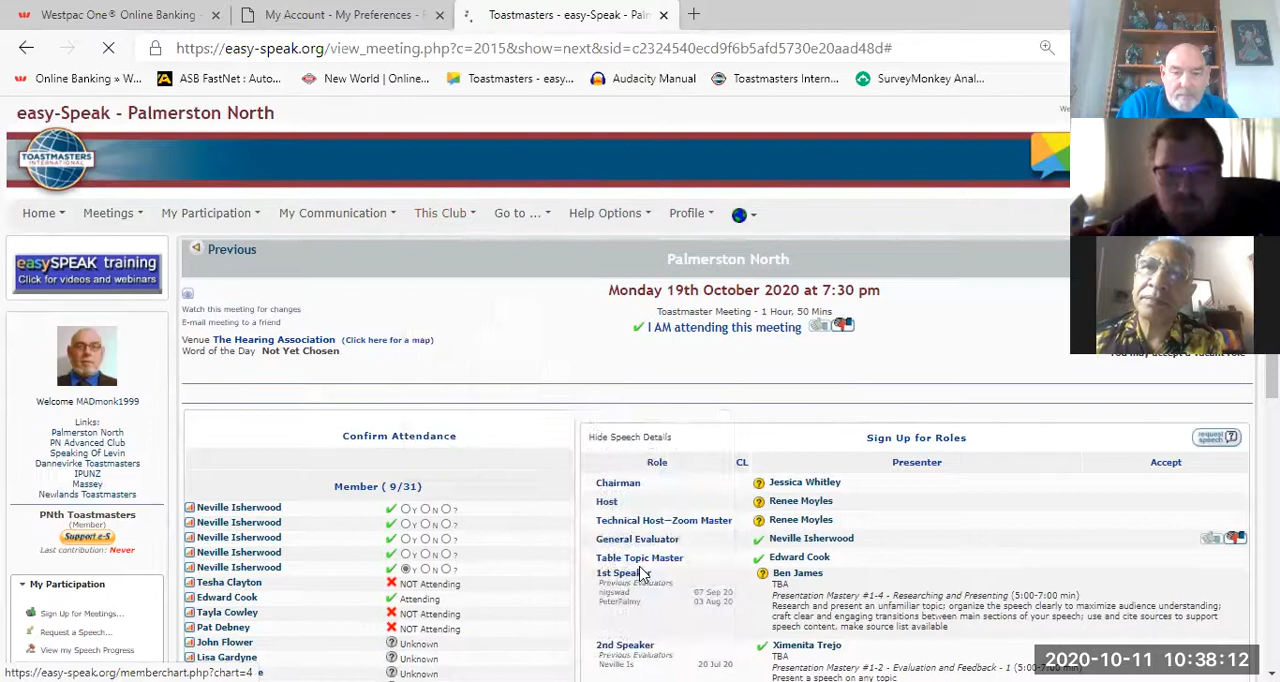 Westpac One® Online Banking -
My Account - My Preferences -
Toastmasters - easy-Speak - Pal
https://easy-speak.org/view_meeting.php?c=2015&show=next&sid=c2324540ecd9f6b5afd5730e20aad48d#
Online Banking » W...
ASB FastNet : Auto...
New World | Online...
Toastmasters - easy...
Audacity Manual
Toastmasters Intern...
SurveyMonkey Anal...
easy-Speak - Palmerston North
TOASTMASTERS
INTERNATIONAL
Home
Meetings
My Participation
My Communication
This Club
Go to ...
Help Options
Profile
easySPEAK training
Click for videos and webinars
Previous
Palmerston North
Monday 19th October 2020 at 7:30 pm
Toastmaster Meeting - 1 Hour, 50 Mins
I AM attending this meeting
Watch this meeting for changes
E-mail meeting to a friend
Venue The Hearing Association (Click here for a map)
Word of the Day Not Yet Chosen
Welcome MADmonk1999
Links:
Palmerston North
PN Advanced Club
Speaking Of Levin
Dannevirke Toastmasters
IPUNZ
Massey
Newlands Toastmasters
PNth Toastmasters
(Member)
Support e-S
Last contribution: Never
My Participation
Sign Up for Meetings...
Request a Speech...
View my Speech Progress
Confirm Attendance
Member ( 9/31)
Neville Isherwood Y N ?
Neville Isherwood Y N ?
Neville Isherwood Y N ?
Neville Isherwood Y N ?
Neville Isherwood Y N ?
Tesha Clayton NOT Attending
Edward Cook Attending
Tayla Cowley NOT Attending
Pat Debney NOT Attending
John Flower Unknown
Lisa Gardyne Unknown
Unknown
Hide Speech Details
Sign Up for Roles
request speech
Role CL Presenter Accept
Chairman Jessica Whitley
Host Renee Moyles
Technical Host—Zoom Master Renee Moyles
General Evaluator Neville Isherwood
Table Topic Master Edward Cook
1st Speaker Ben James
Previous Evaluators
nigswad 07 Sep 20
PeterPalmy 03 Aug 20
TBA
Presentation Mastery #1-4 - Researching and Presenting (5:00-7:00 min)
Research and present an unfamiliar topic; organize the speech clearly to maximize audience understanding;
craft clear and engaging transitions between main sections of your speech; use and cite sources to support
speech content, make source list available
2nd Speaker Ximenita Trejo
Previous Evaluators
Neville Is 20 Jul 20
TBA
Presentation Mastery #1-2 - Evaluation and Feedback - 1 (5:00-7:00 min)
Present a speech on any topic
https://easy-speak.org/memberchart.php?chart=4
2020-10-11 10:38:12